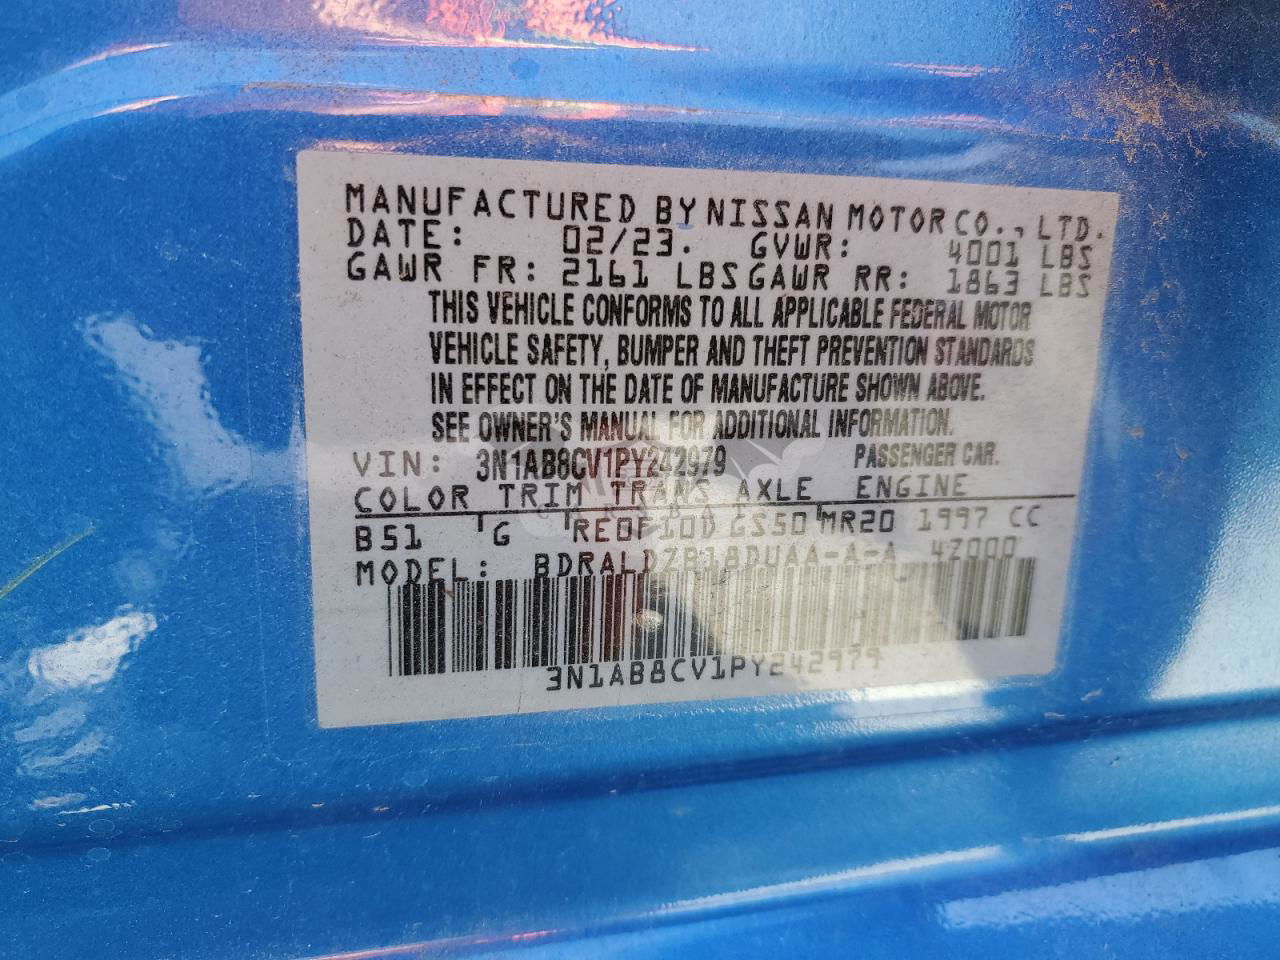 MANUFACTURED BY NISSAN MOTOR CO., LTD.
DATE: 02/23. GVWR: 4001 LBS
GAWR FR: 2161 LBS GAWR RR: 1863 LBS
THIS VEHICLE CONFORMS TO ALL APPLICABLE FEDERAL MOTOR
VEHICLE SAFETY, BUMPER AND THEFT PREVENTION STANDARDS
IN EFFECT ON THE DATE OF MANUFACTURE SHOWN ABOVE.
SEE OWNER'S MANUAL FOR ADDITIONAL INFORMATION.
VIN: 3N1AB8CV1PY242979 PASSENGER CAR.
COLOR TRIM TRANS AXLE ENGINE
B51 G RE0F10D GS50 MR20 1997 CC
MODEL: BDRALDZB18DUAA-A-A 47000
3N1AB8CV1PY242979